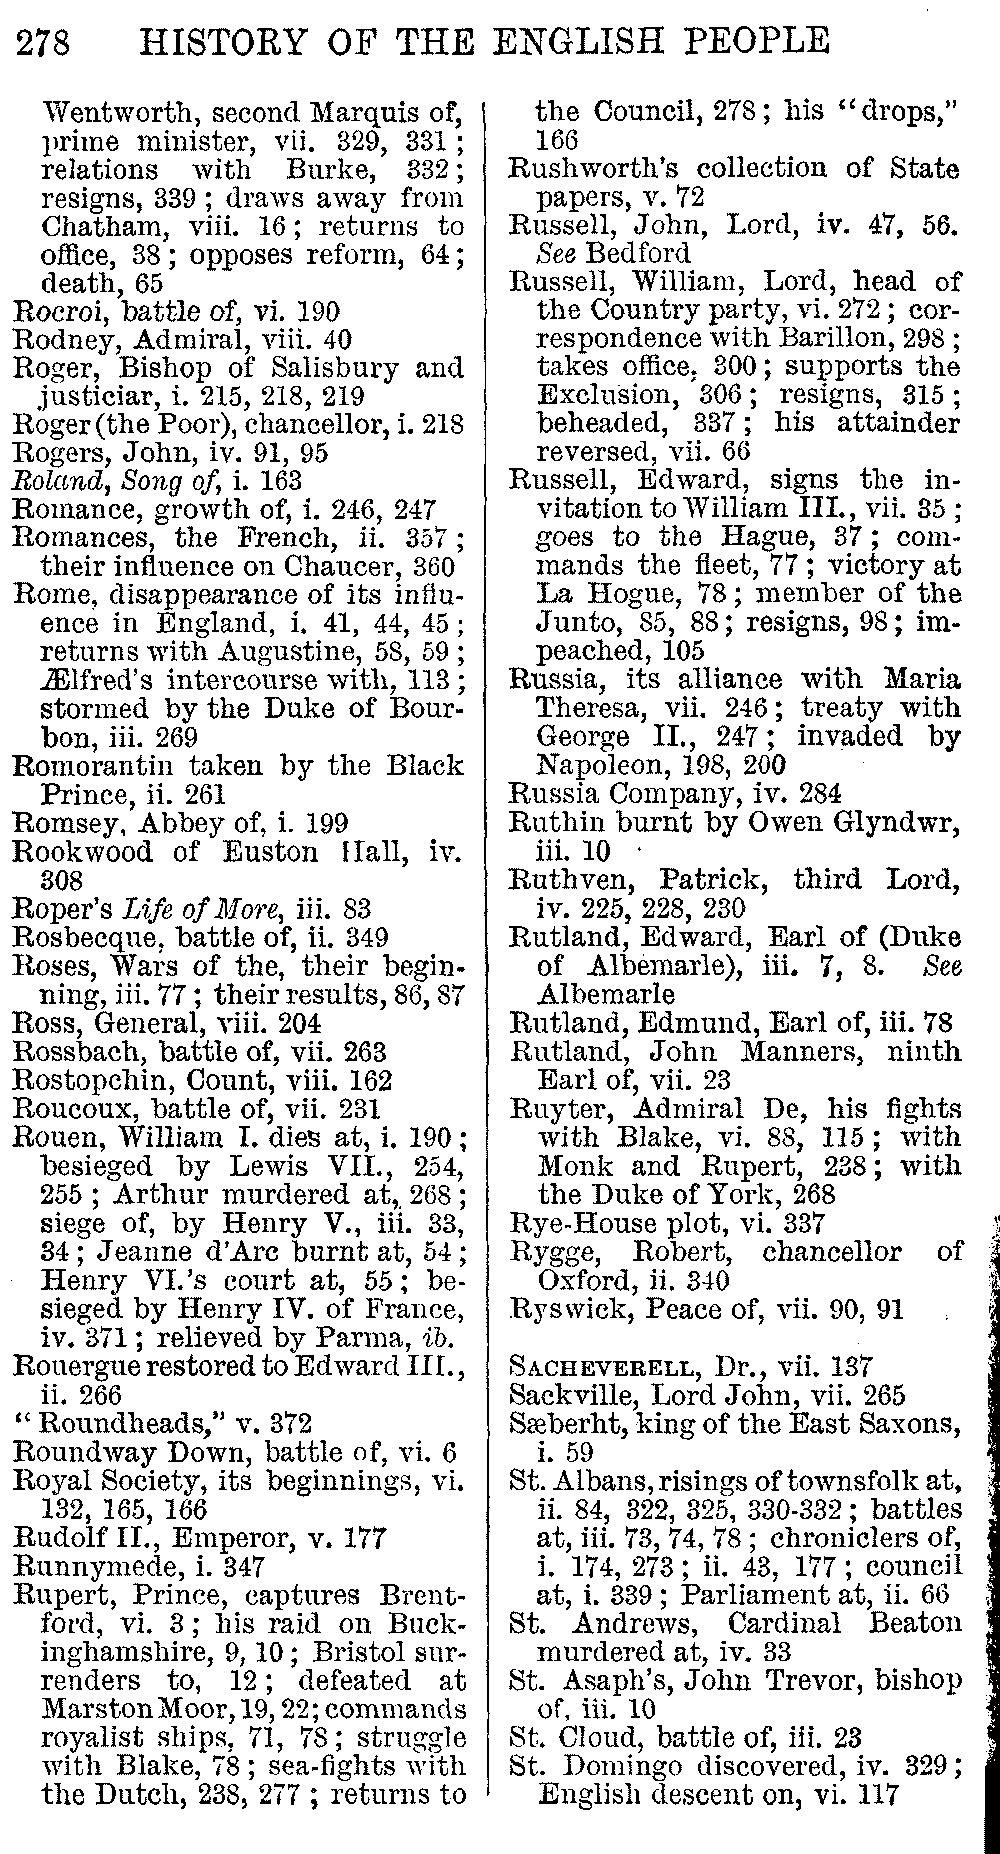 278 HISTORY OF THE ENGLISH PEOPLE
Wentworth, second Marquis of,
prime minister, vii. 329, 331;
relations with Burke, 332;
resigns, 339; draws away from
Chatham, viii. 16; returns to
office, 38; opposes reform, 64;
death, 65
Rocroi, battle of, vi. 190
Rodney, Admiral, viii. 40
Roger, Bishop of Salisbury and
justiciar, i. 215, 218, 219
Roger (the Poor), chancellor, i. 218
Rogers, John, iv. 91, 95
Roland, Song of, i. 163
Romance, growth of, i. 246, 247
Romances, the French, ii. 357;
their influence on Chaucer, 360
Rome, disappearance of its influ-
ence in England, i. 41, 44, 45;
returns with Augustine, 58, 59;
Ælfred's intercourse with, 113;
stormed by the Duke of Bour-
bon, iii. 269
Romorantin taken by the Black
Prince, ii. 261
Romsey, Abbey of, i. 199
Rookwood of Euston Hall, iv.
308
Roper's Life of More, iii. 83
Rosbecque, battle of, ii. 349
Roses, Wars of the, their begin-
ning, iii. 77; their results, 86, 87
Ross, General, viii. 204
Rossbach, battle of, vii. 263
Rostopchin, Count, viii. 162
Roucoux, battle of, vii. 231
Rouen, William I. dies at, i. 190;
besieged by Lewis VII., 254,
255; Arthur murdered at, 268;
siege of, by Henry V., iii. 33,
34; Jeanne d'Arc burnt at, 54;
Henry VI.'s court at, 55; be-
sieged by Henry IV. of France,
iv. 371; relieved by Parma, ib.
Rouergue restored to Edward III.,
ii. 266
"Roundheads," v. 372
Roundway Down, battle of, vi. 6
Royal Society, its beginnings, vi.
132, 165, 166
Rudolf II., Emperor, v. 177
Runnymede, i. 347
Rupert, Prince, captures Brent-
ford, vi. 3; his raid on Buck-
inghamshire, 9, 10; Bristol sur-
renders to, 12; defeated at
Marston Moor, 19, 22; commands
royalist ships, 71, 78; struggle
with Blake, 78; sea-fights with
the Dutch, 238, 277; returns to
the Council, 278; his "drops,"
166
Rushworth's collection of State
papers, v. 72
Russell, John, Lord, iv. 47, 56.
See Bedford
Russell, William, Lord, head of
the Country party, vi. 272; cor-
respondence with Barillon, 298;
takes office, 300; supports the
Exclusion, 306; resigns, 315;
beheaded, 337; his attainder
reversed, vii. 66
Russell, Edward, signs the in-
vitation to William III., vii. 35;
goes to the Hague, 37; com-
mands the fleet, 77; victory at
La Hogue, 78; member of the
Junto, 85, 88; resigns, 98; im-
peached, 105
Russia, its alliance with Maria
Theresa, vii. 246; treaty with
George II., 247; invaded by
Napoleon, 198, 200
Russia Company, iv. 284
Ruthin burnt by Owen Glyndwr,
iii. 10
Ruthven, Patrick, third Lord,
iv. 225, 228, 230
Rutland, Edward, Earl of (Duke
of Albemarle), iii. 7, 8. See
Albemarle
Rutland, Edmund, Earl of, iii. 78
Rutland, John Manners, ninth
Earl of, vii. 23
Ruyter, Admiral De, his fights
with Blake, vi. 88, 115; with
Monk and Rupert, 238; with
the Duke of York, 268
Rye-House plot, vi. 337
Rygge, Robert, chancellor of
Oxford, ii. 340
Ryswick, Peace of, vii. 90, 91
SACHEVERELL, Dr., vii. 137
Sackville, Lord John, vii. 265
Sæberht, king of the East Saxons,
i. 59
St. Albans, risings of townsfolk at,
ii. 84, 322, 325, 330-332; battles
at, iii. 73, 74, 78; chroniclers of,
i. 174, 273; ii. 43, 177; council
at, i. 339; Parliament at, ii. 66
St. Andrews, Cardinal Beaton
murdered at, iv. 33
St. Asaph's, John Trevor, bishop
of, iii. 10
St. Cloud, battle of, iii. 23
St. Domingo discovered, iv. 329;
English descent on, vi. 117